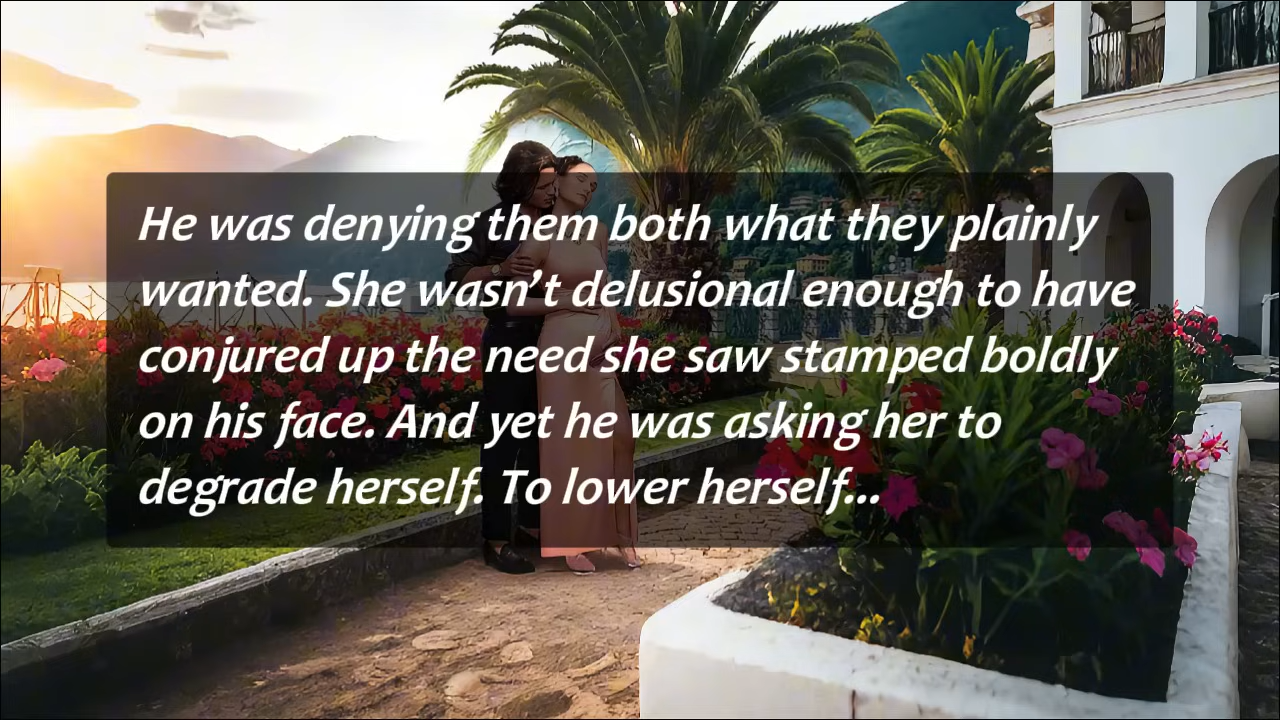 He was denying them both what they plainly
wanted. She wasn’t delusional enough to have
conjured up the need she saw stamped boldly
on his face. And yet he was asking her to
degrade herself. To lower herself...